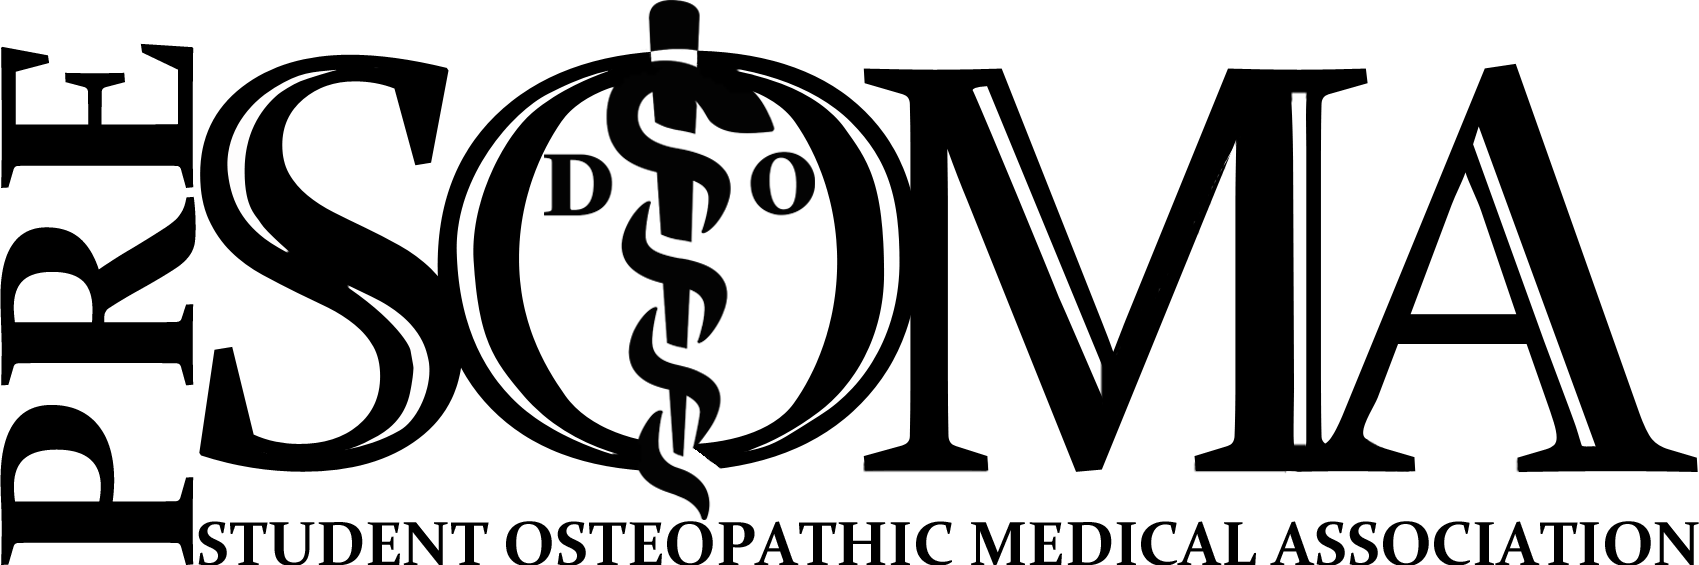 PRE
SOMA
D O
STUDENT OSTEOPATHIC MEDICAL ASSOCIATION